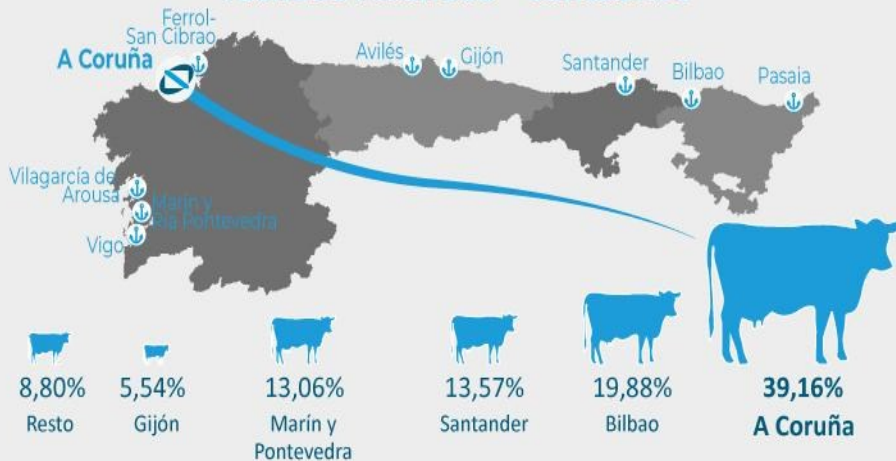 Ferrol-
San Cibrao
A Coruña
Avilés
Gijón
Santander
Bilbao
Pasaia
Vilagarcía de
Arousa
Marín y
Ría Pontevedra
Vigo
8,80%
Resto
5,54%
Gijón
13,06%
Marín y
Pontevedra
13,57%
Santander
19,88%
Bilbao
39,16%
A Coruña